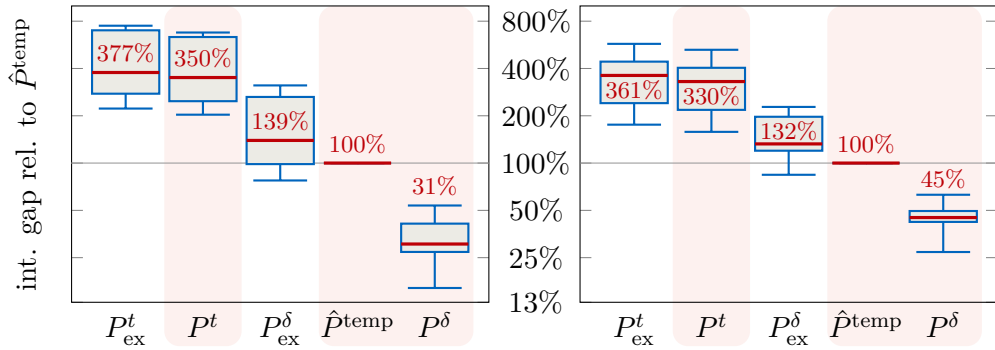 int. gap rel. to P̂^temp
377%
350%
139%
100%
31%
P^t_ex
P^t
P^δ_ex
P̂^temp
P^δ
800%
400%
200%
100%
50%
25%
13%
361%
330%
132%
100%
45%
P^t_ex
P^t
P^δ_ex
P̂^temp
P^δ